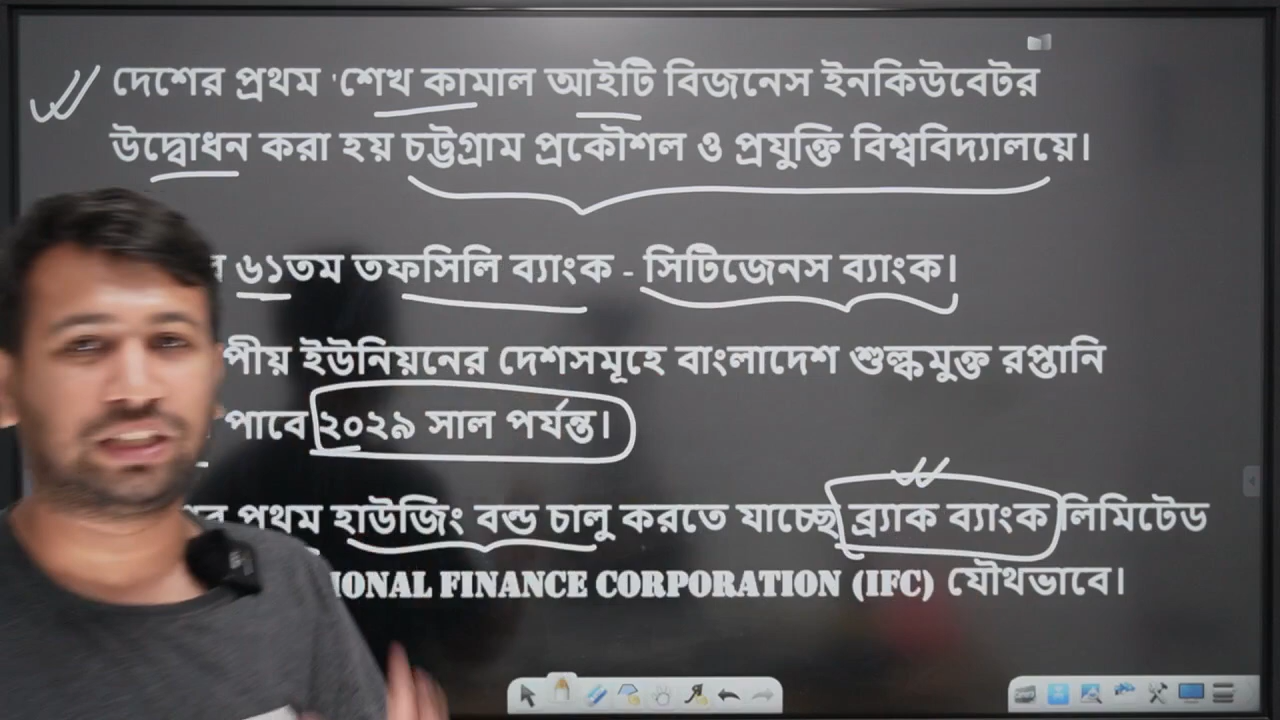 দেশের প্রথম 'শেখ কামাল আইটি বিজনেস ইনকিউবেটর
উদ্বোধন করা হয় চট্টগ্রাম প্রকৌশল ও প্রযুক্তি বিশ্ববিদ্যালয়ে।
৬১তম তফসিলি ব্যাংক - সিটিজেনস ব্যাংক।
ইউনিয়নের দেশসমূহে বাংলাদেশ শুল্কমুক্ত রপ্তানি
পাবে ২০২৯ সাল পর্যন্ত।
প্রথম হাউজিং বন্ড চালু করতে যাচ্ছে ব্র্যাক ব্যাংক লিমিটেড
FINANCE CORPORATION (IFC) যৌথভাবে।